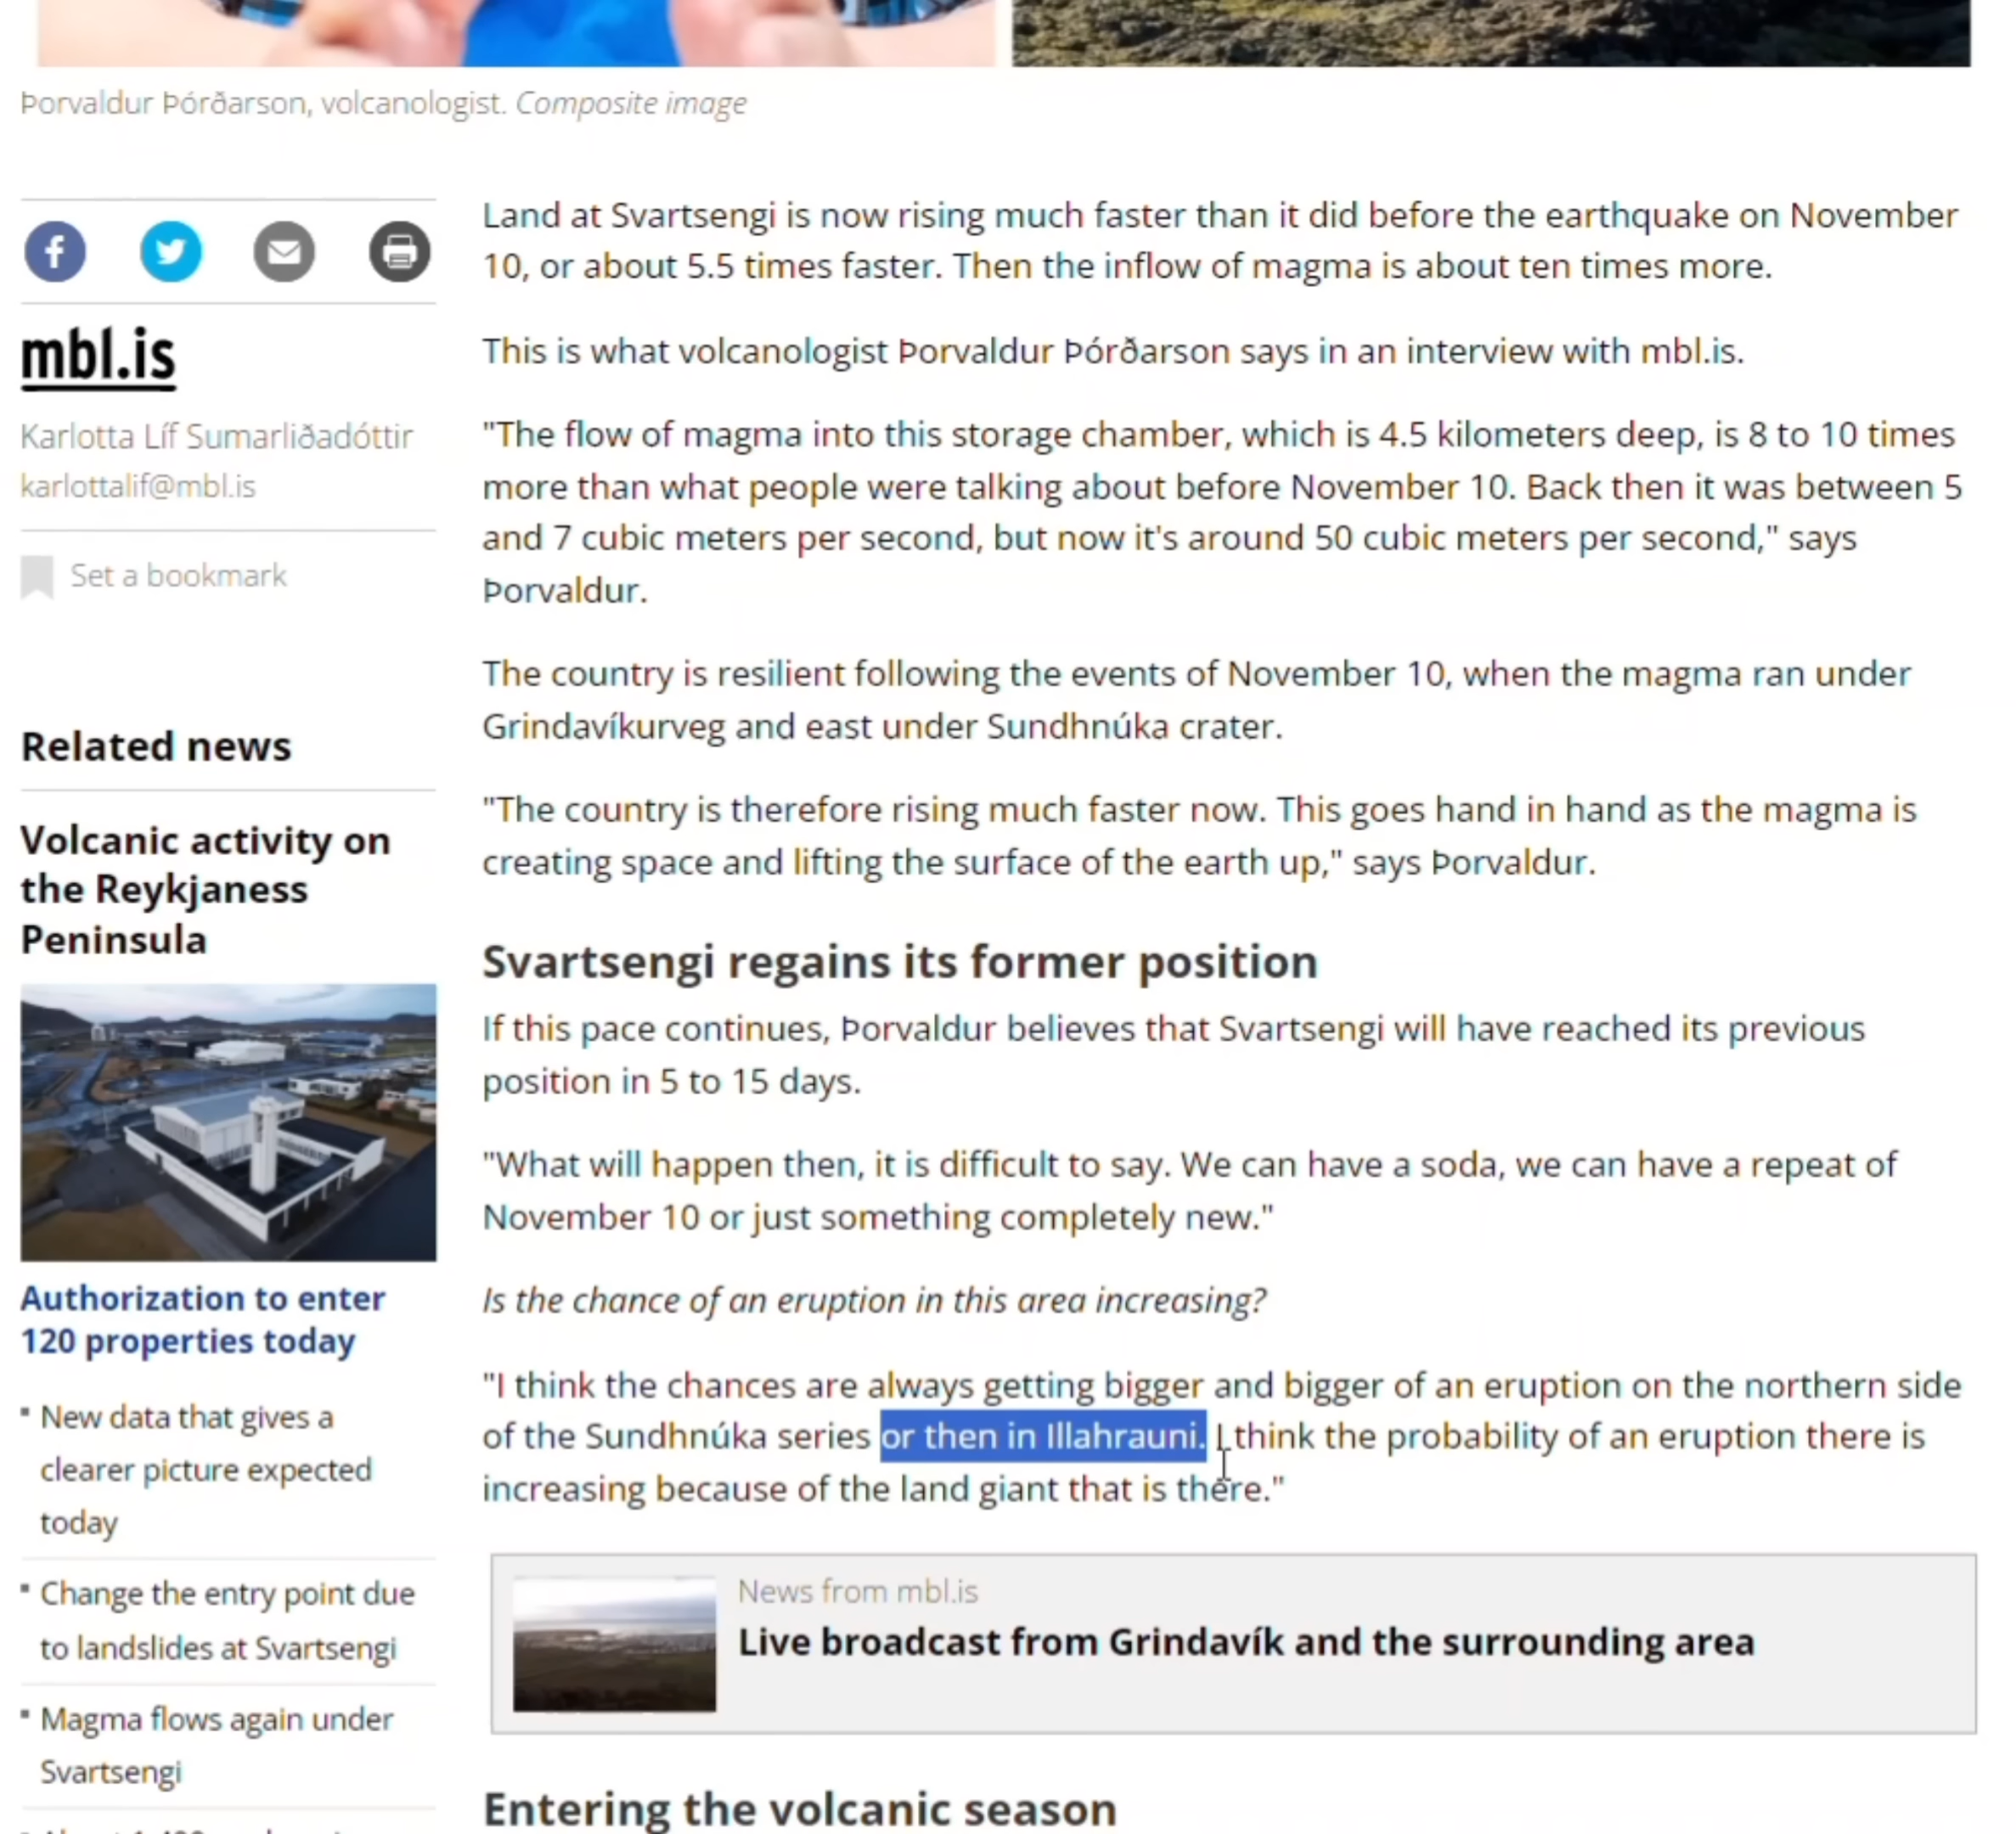 Þorvaldur Þórðarson, volcanologist. Composite image
mbl.is
Karlotta Líf Sumarliðadóttir
karlottalif@mbl.is
Set a bookmark
Related news
Volcanic activity on
the Reykjaness
Peninsula
Authorization to enter
120 properties today
New data that gives a
clearer picture expected
today
Change the entry point due
to landslides at Svartsengi
Magma flows again under
Svartsengi
Land at Svartsengi is now rising much faster than it did before the earthquake on November
10, or about 5.5 times faster. Then the inflow of magma is about ten times more.
This is what volcanologist Þorvaldur Þórðarson says in an interview with mbl.is.
"The flow of magma into this storage chamber, which is 4.5 kilometers deep, is 8 to 10 times
more than what people were talking about before November 10. Back then it was between 5
and 7 cubic meters per second, but now it's around 50 cubic meters per second," says
Þorvaldur.
The country is resilient following the events of November 10, when the magma ran under
Grindavíkurveg and east under Sundhnúka crater.
"The country is therefore rising much faster now. This goes hand in hand as the magma is
creating space and lifting the surface of the earth up," says Þorvaldur.
Svartsengi regains its former position
If this pace continues, Þorvaldur believes that Svartsengi will have reached its previous
position in 5 to 15 days.
"What will happen then, it is difficult to say. We can have a soda, we can have a repeat of
November 10 or just something completely new."
Is the chance of an eruption in this area increasing?
"I think the chances are always getting bigger and bigger of an eruption on the northern side
of the Sundhnúka series or then in Illahrauni. I think the probability of an eruption there is
increasing because of the land giant that is there."
News from mbl.is
Live broadcast from Grindavík and the surrounding area
Entering the volcanic season